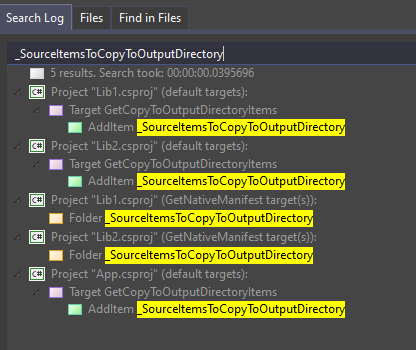 Search Log Files Find in Files
_SourceItemsToCopyToOutputDirectory
5 results. Search took: 00:00:00.0395696
C# Project "Lib1.csproj" (default targets):
Target GetCopyToOutputDirectoryItems
AddItem _SourceItemsToCopyToOutputDirectory
C# Project "Lib2.csproj" (default targets):
Target GetCopyToOutputDirectoryItems
AddItem _SourceItemsToCopyToOutputDirectory
C# Project "Lib1.csproj" (GetNativeManifest target(s)):
Folder _SourceItemsToCopyToOutputDirectory
C# Project "Lib2.csproj" (GetNativeManifest target(s)):
Folder _SourceItemsToCopyToOutputDirectory
C# Project "App.csproj" (default targets):
Target GetCopyToOutputDirectoryItems
AddItem _SourceItemsToCopyToOutputDirectory